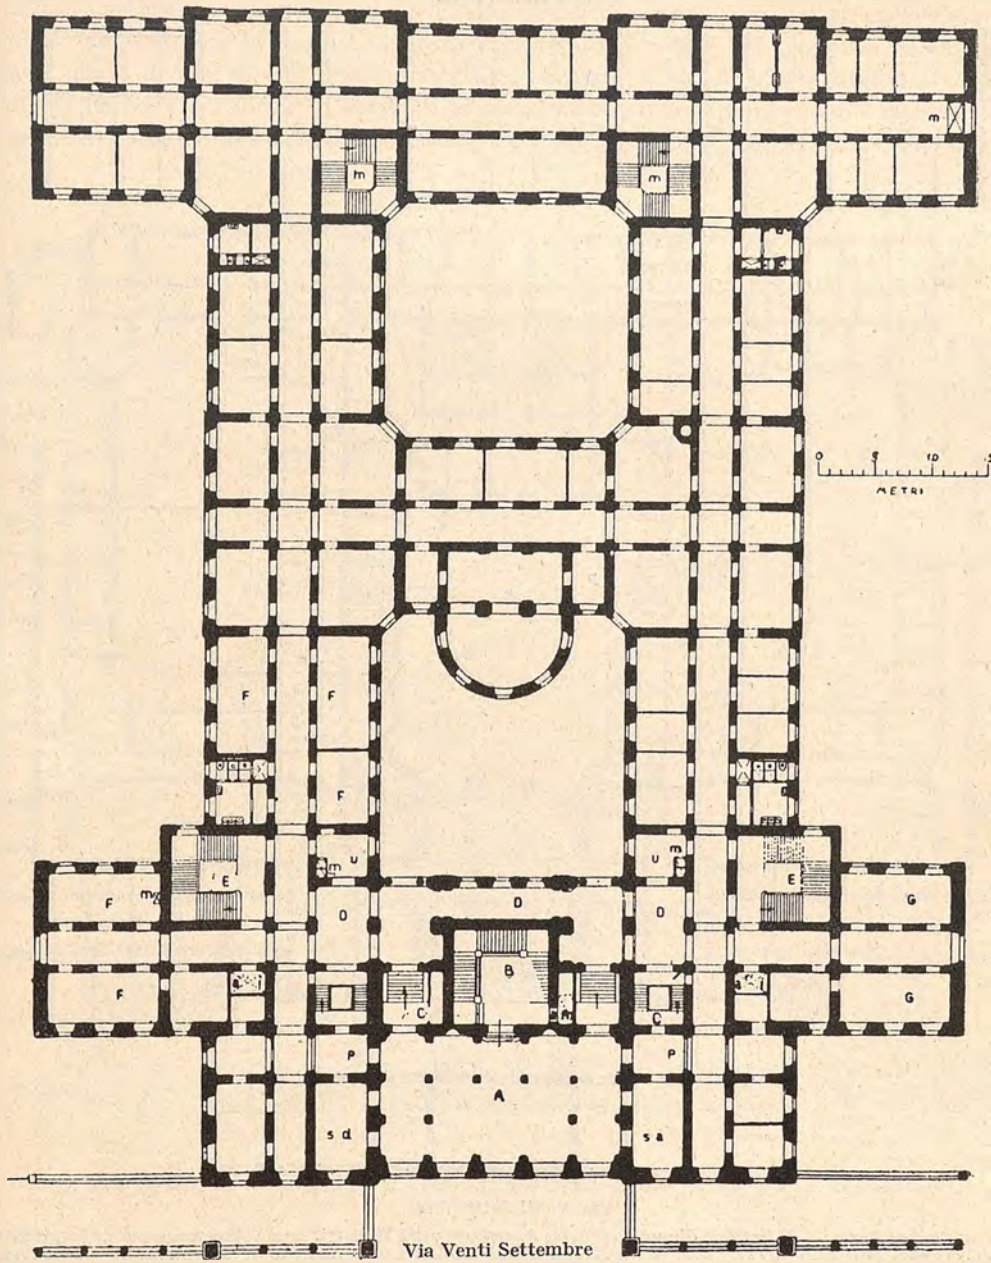 m
m m
0 5 10
METRI
F F
F
m u u m
E E
F m D G
D D
B
F a a G
C A C
P P
A
s d s a
Via Venti Settembre